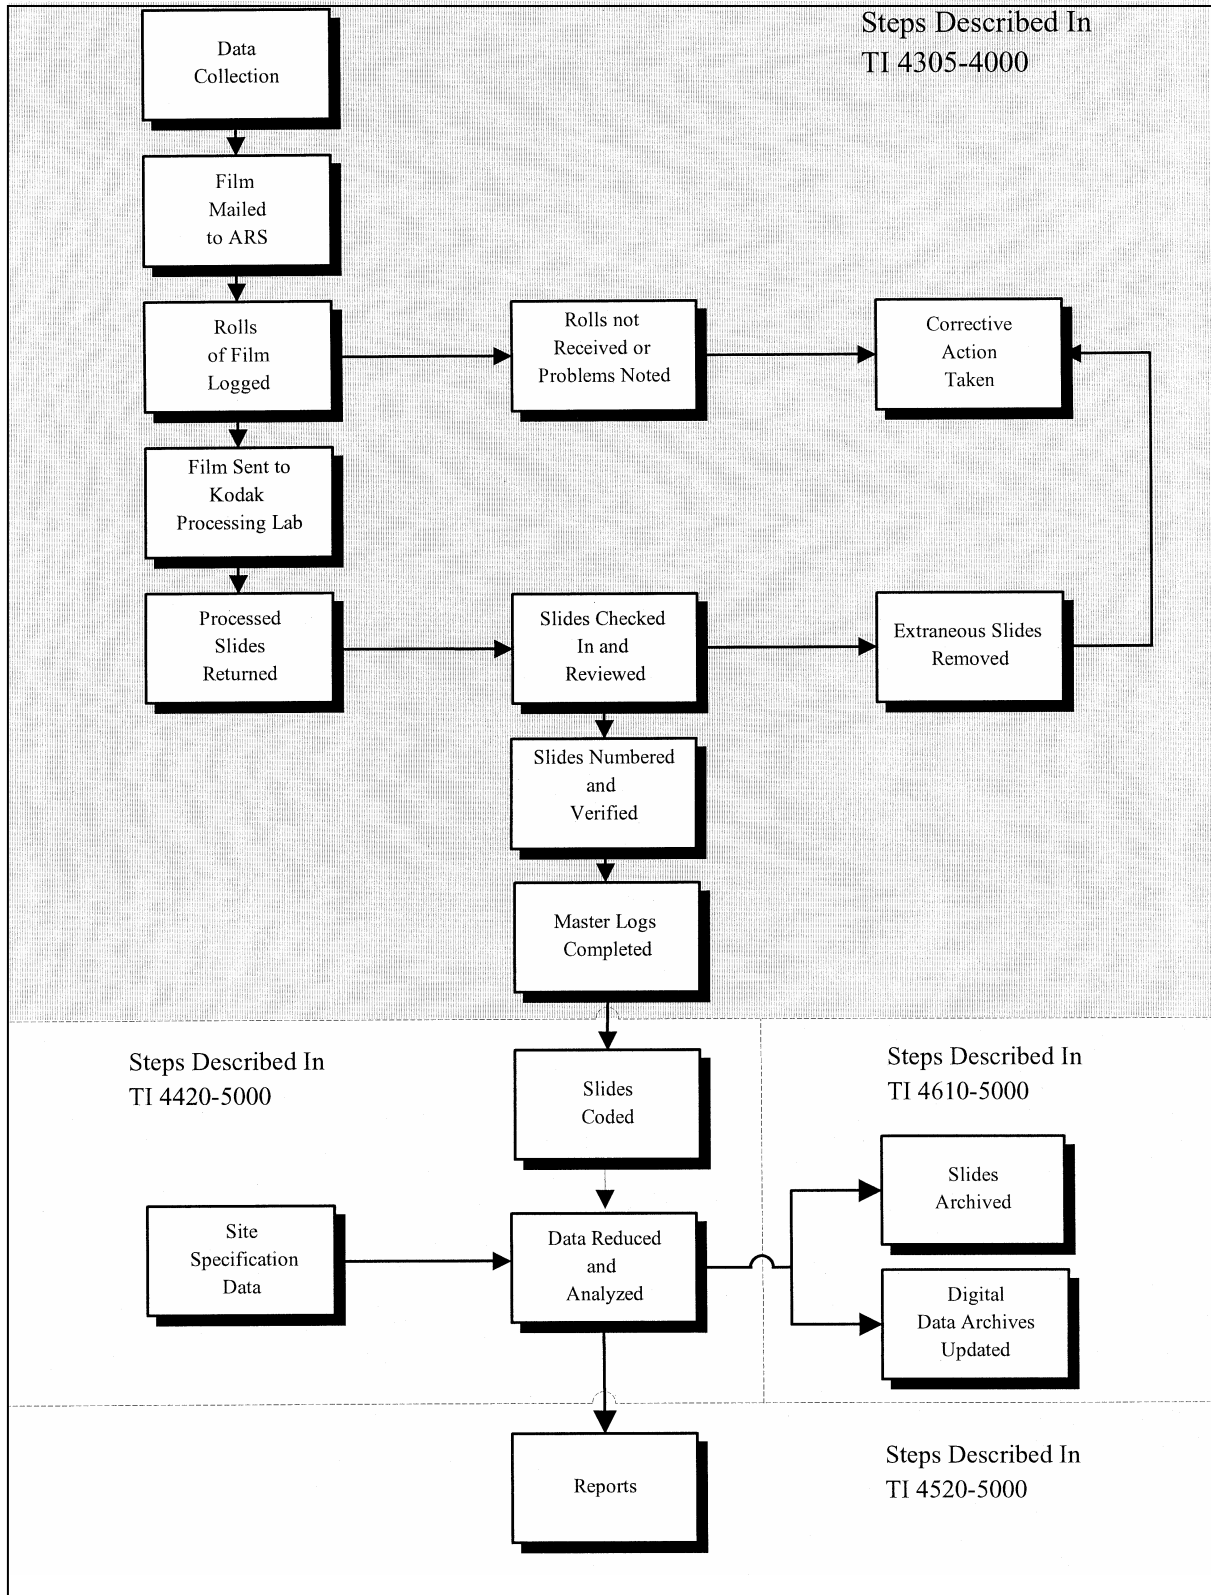 Steps Described In
TI 4305-4000
Data
Collection
Film
Mailed
to ARS
Rolls
of Film
Logged
Rolls not
Received or
Problems Noted
Corrective
Action
Taken
Film Sent to
Kodak
Processing Lab
Processed
Slides
Returned
Slides Checked
In and
Reviewed
Extraneous Slides
Removed
Slides Numbered
and
Verified
Master Logs
Completed
Steps Described In
TI 4420-5000
Slides
Coded
Steps Described In
TI 4610-5000
Slides
Archived
Site
Specification
Data
Data Reduced
and
Analyzed
Digital
Data Archives
Updated
Reports
Steps Described In
TI 4520-5000